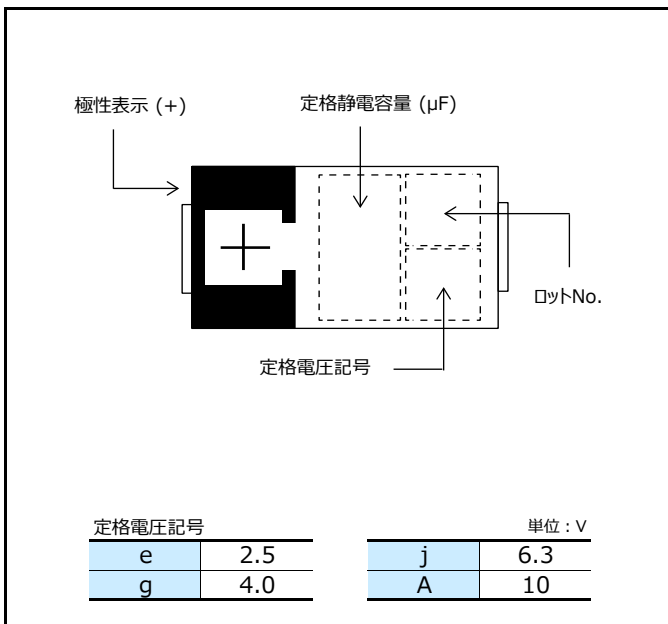 極性表示 (+)
定格静電容量 (μF)
ロットNo.
定格電圧記号
定格電圧記号
単位：V
e 2.5 j 6.3
g 4.0 A 10